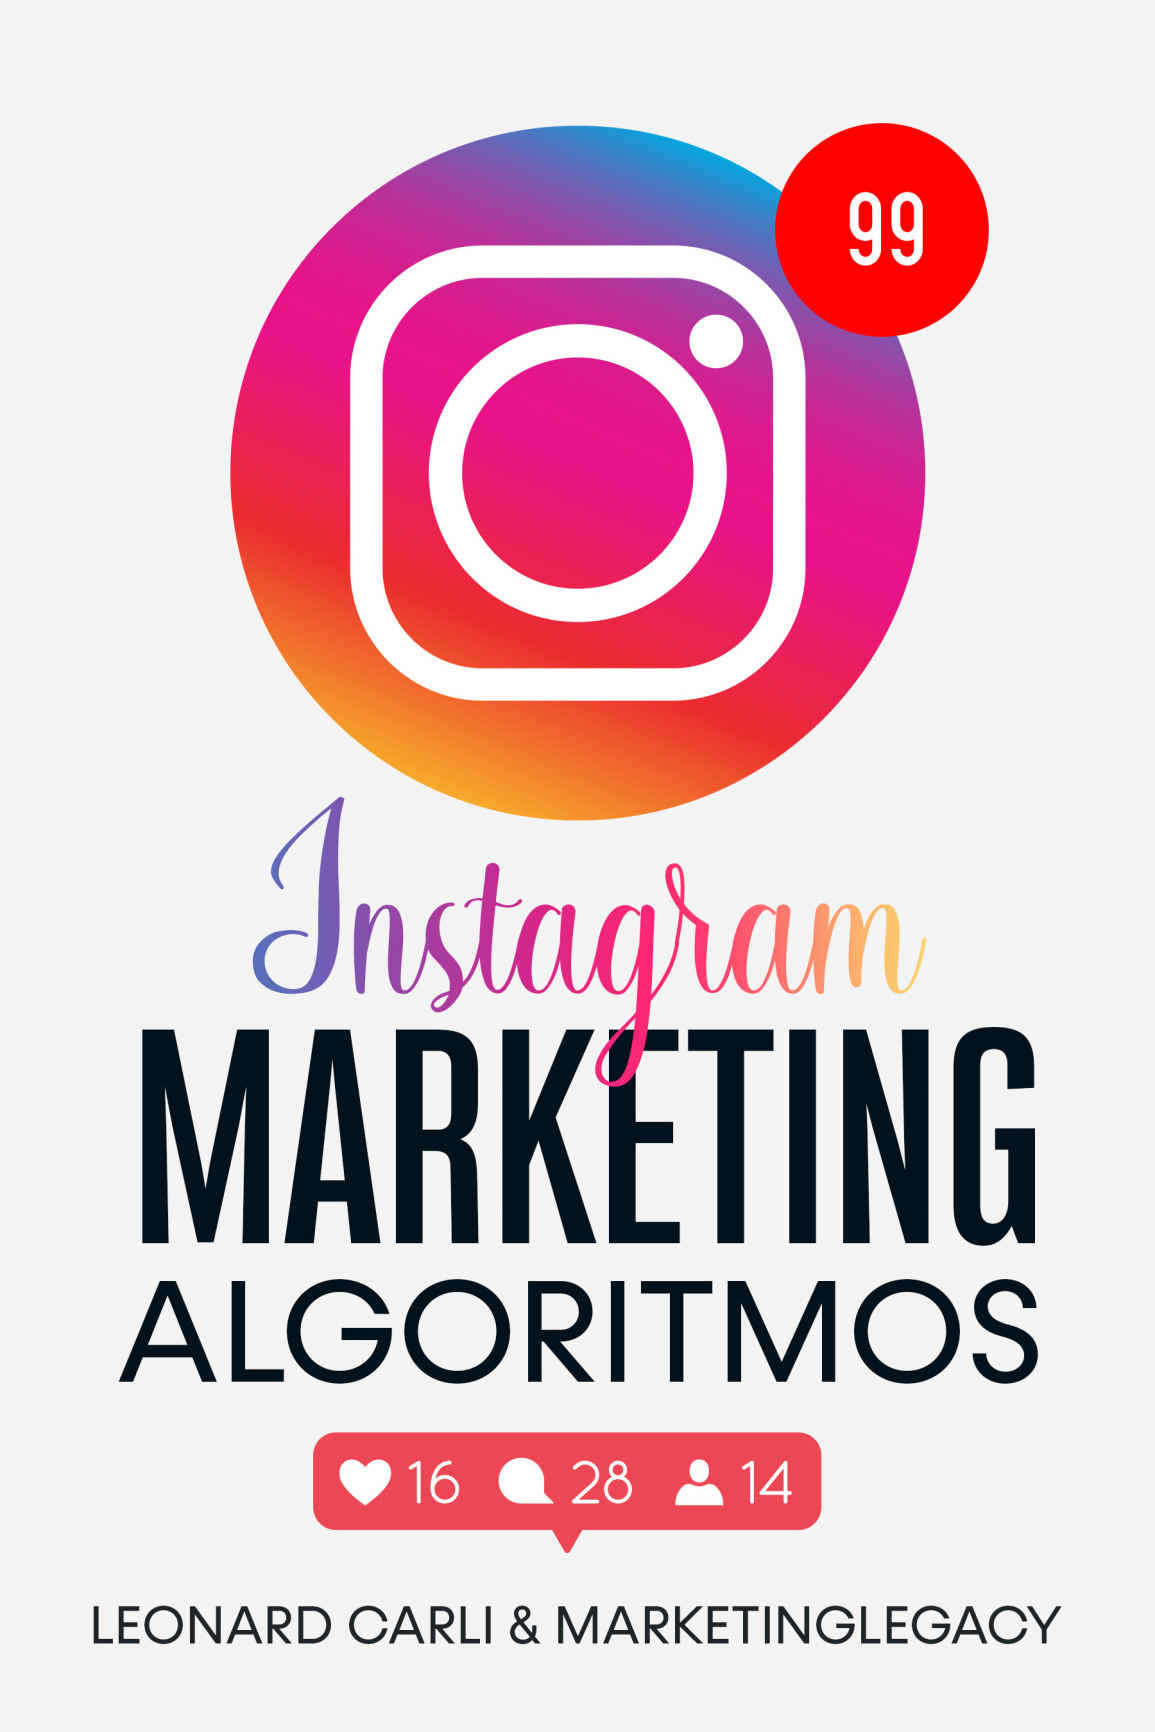 99
Instagram
MARKETING
ALGORITMOS
16 28 14
LEONARD CARLI & MARKETINGLEGACY